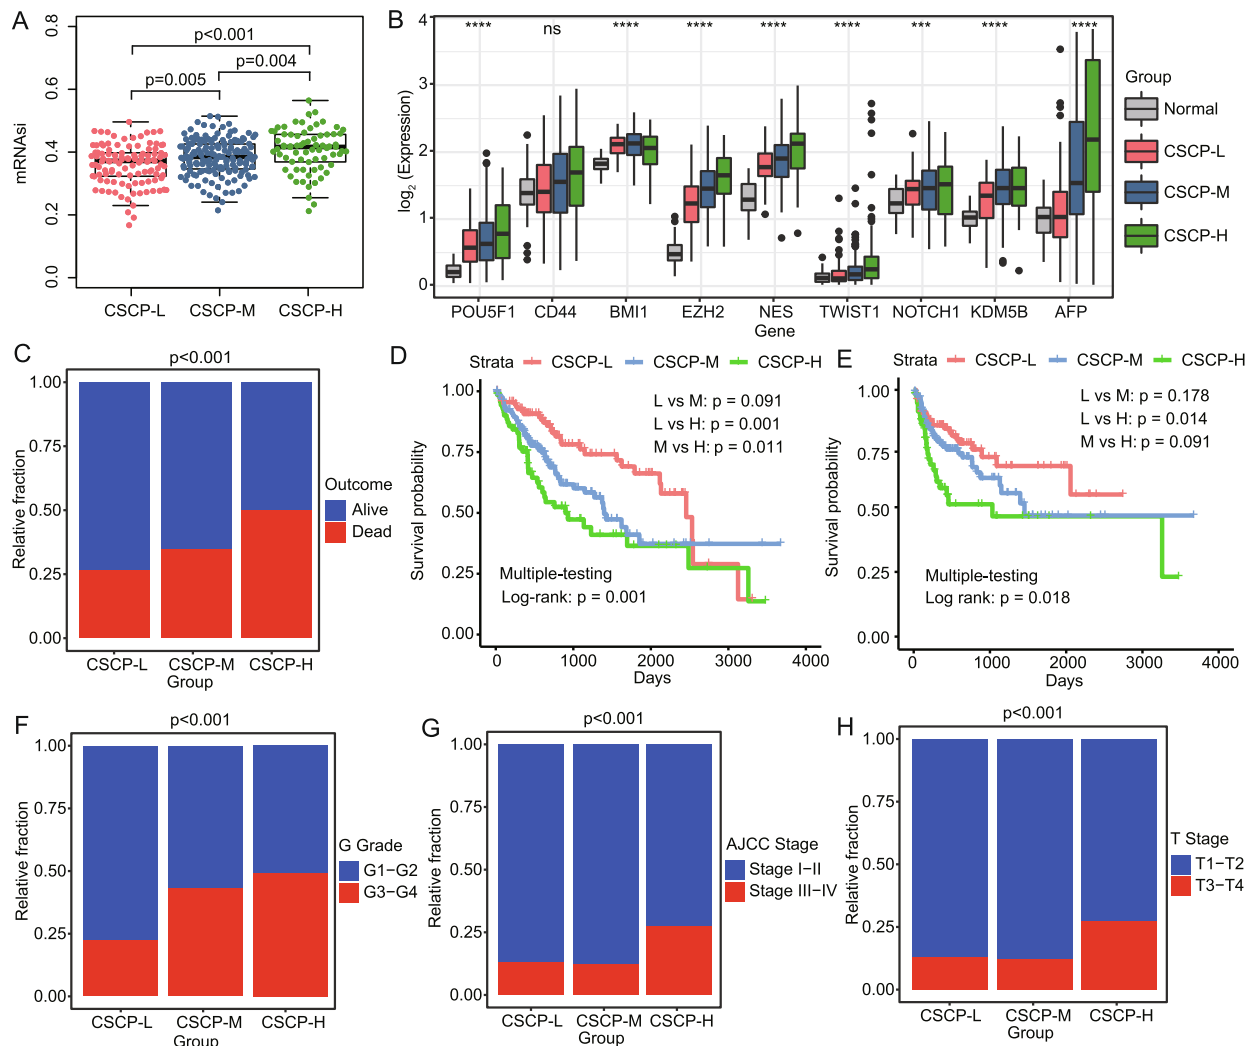 A
mRNAsi
0.8
0.6
0.4
0.2
0.0
p<0.001
p=0.005
p=0.004
CSCP-L
CSCP-M
CSCP-H
B
log2 (Expression)
4
3
2
1
0
****
ns
****
****
****
****
***
****
****
POU5F1
CD44
BMI1
EZH2
NES
TWIST1
NOTCH1
KDM5B
AFP
Gene
Group
Normal
CSCP-L
CSCP-M
CSCP-H
C
p<0.001
Relative fraction
1.00
0.75
0.50
0.25
0.00
CSCP-L
CSCP-M
CSCP-H
Group
Outcome
Alive
Dead
D
Strata
CSCP-L
CSCP-M
CSCP-H
Survival probability
1.00
0.75
0.50
0.25
0.00
L vs M: p = 0.091
L vs H: p = 0.001
M vs H: p = 0.011
Multiple-testing
Log-rank: p = 0.001
0
1000
2000
3000
4000
Days
E
Strata
CSCP-L
CSCP-M
CSCP-H
Survival probability
1.00
0.75
0.50
0.25
0.00
L vs M: p = 0.178
L vs H: p = 0.014
M vs H: p = 0.091
Multiple-testing
Log rank: p = 0.018
0
1000
2000
3000
4000
Days
F
p<0.001
Relative fraction
1.00
0.75
0.50
0.25
0.00
CSCP-L
CSCP-M
CSCP-H
Group
G Grade
G1−G2
G3−G4
G
p<0.001
Relative fraction
1.00
0.75
0.50
0.25
0.00
CSCP-L
CSCP-M
CSCP-H
Group
AJCC Stage
Stage I−II
Stage III−IV
H
p<0.001
Relative fraction
1.00
0.75
0.50
0.25
0.00
CSCP-L
CSCP-M
CSCP-H
Group
T Stage
T1−T2
T3−T4